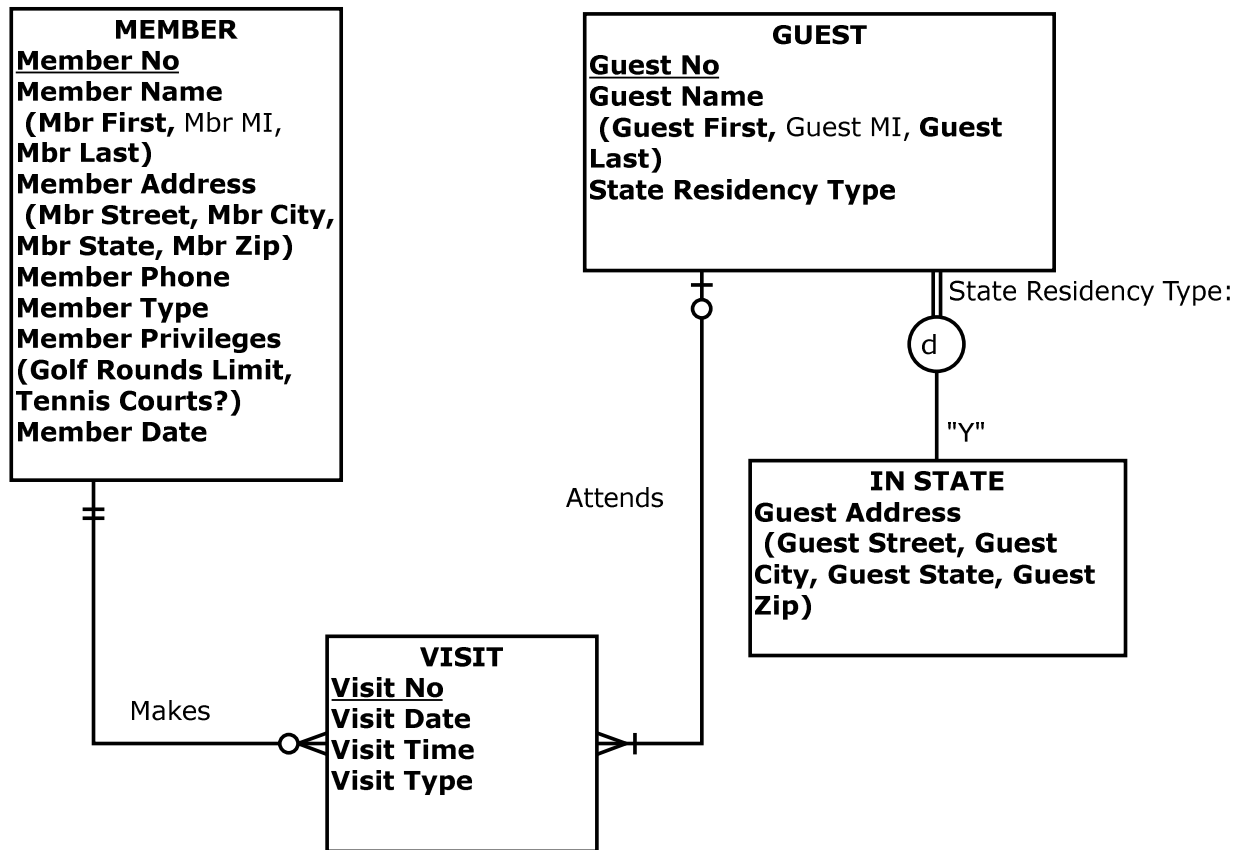 MEMBER
Member No
Member Name
(Mbr First, Mbr MI,
Mbr Last)
Member Address
(Mbr Street, Mbr City,
Mbr State, Mbr Zip)
Member Phone
Member Type
Member Privileges
(Golf Rounds Limit,
Tennis Courts?)
Member Date
GUEST
Guest No
Guest Name
(Guest First, Guest MI, Guest
Last)
State Residency Type
State Residency Type:
d
"Y"
IN STATE
Guest Address
(Guest Street, Guest
City, Guest State, Guest
Zip)
Attends
Makes
VISIT
Visit No
Visit Date
Visit Time
Visit Type